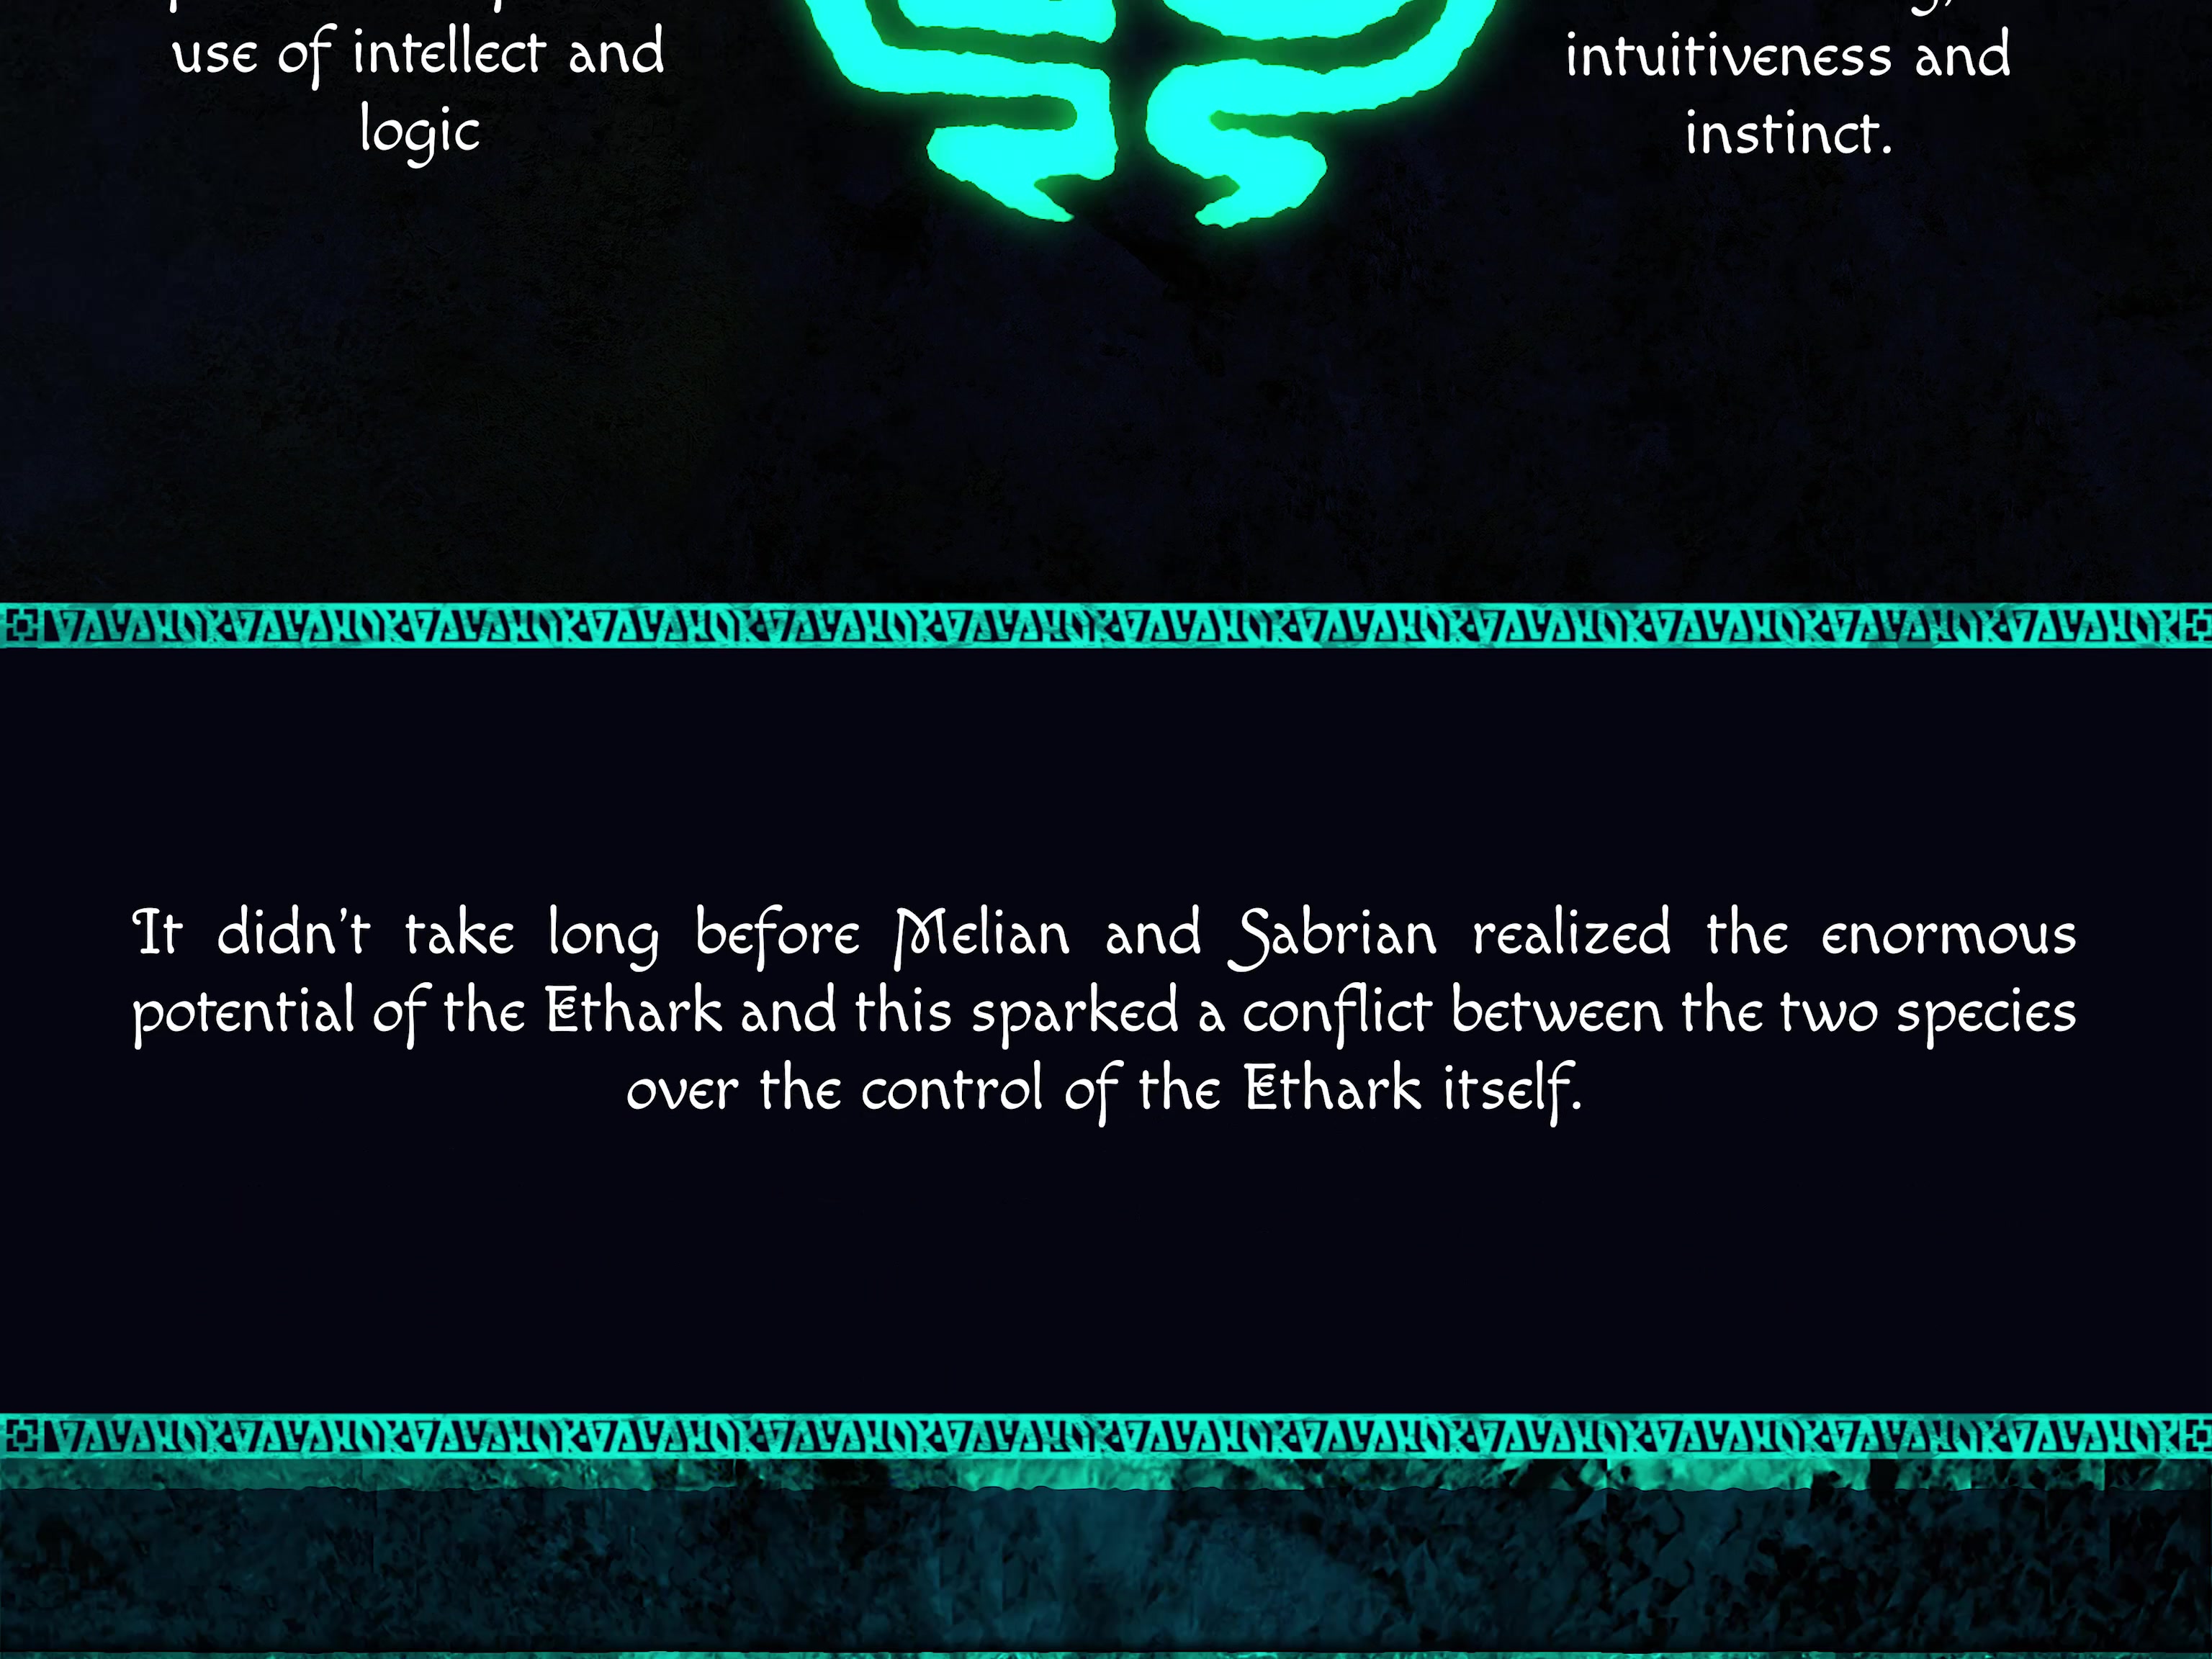 use of intellect and
logic
intuitiveness and
instinct.
It didn't take long before Melian and Sabrian realized the enormous
potential of the Ethark and this sparked a conflict between the two species
over the control of the Ethark itself.